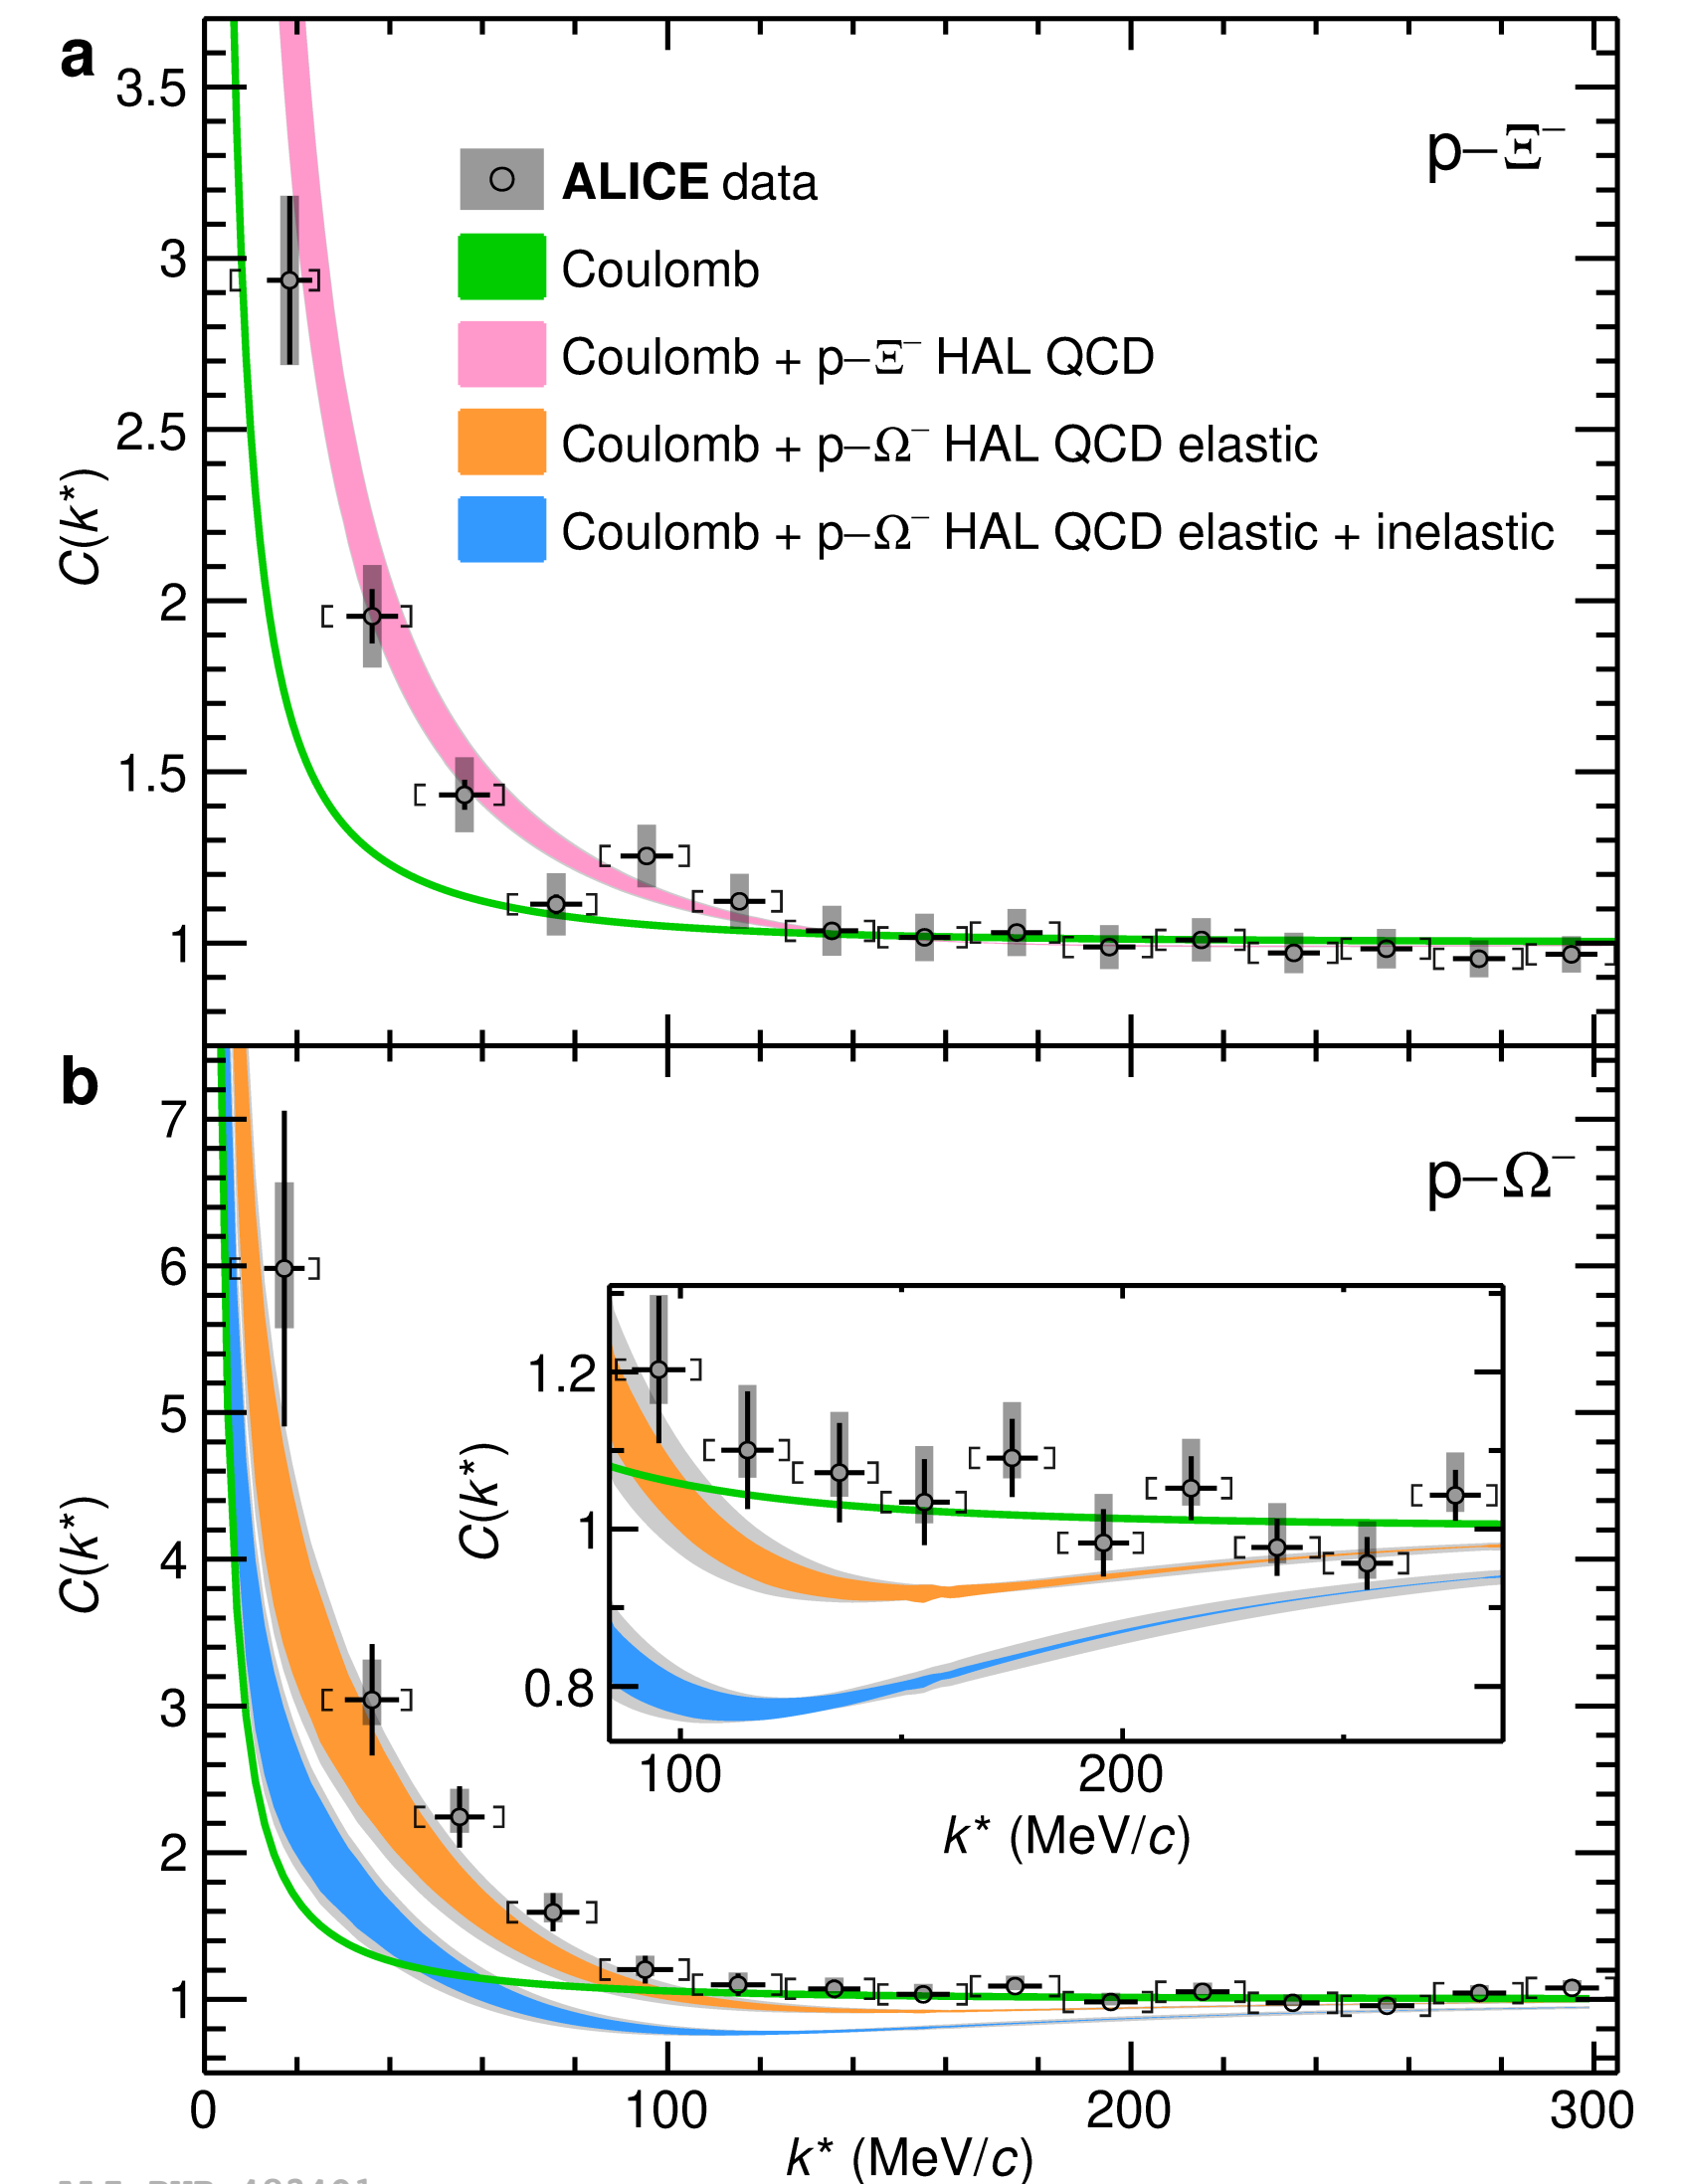 a
3.5
3
2.5
2
1.5
1
C(k*)
p–Ξ⁻
ALICE data
Coulomb
Coulomb + p–Ξ⁻ HAL QCD
Coulomb + p–Ω⁻ HAL QCD elastic
Coulomb + p–Ω⁻ HAL QCD elastic + inelastic
b
7
6
5
4
3
2
1
C(k*)
p–Ω⁻
1.2
1
0.8
C(k*)
100 200
k* (MeV/c)
0 100 200 300
k* (MeV/c)